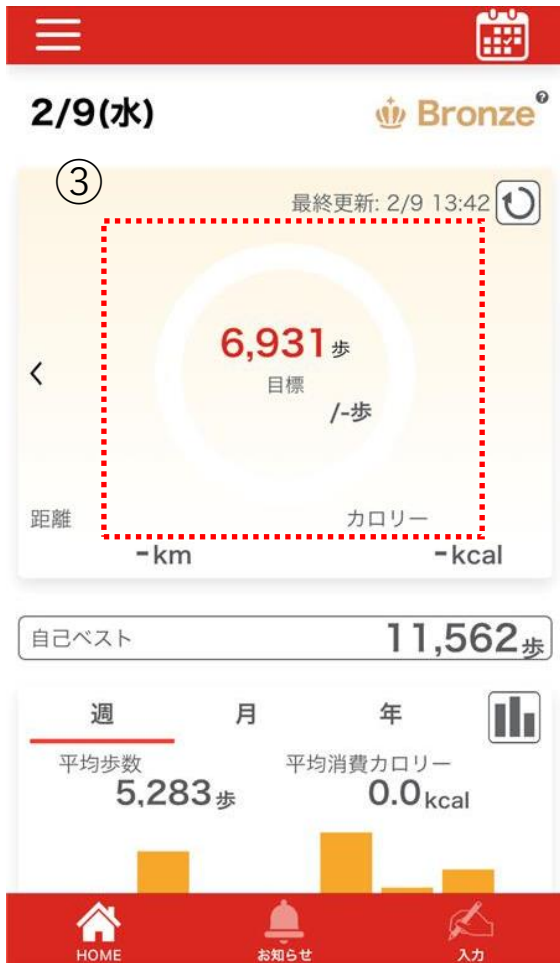 2/9(水)
Bronze?
③
最終更新: 2/9 13:42
6,931歩
目標
/-歩
距離 カロリー
-km -kcal
自己ベスト 11,562歩
週 月 年
平均歩数 平均消費カロリー
5,283歩 0.0kcal
HOME お知らせ 入力